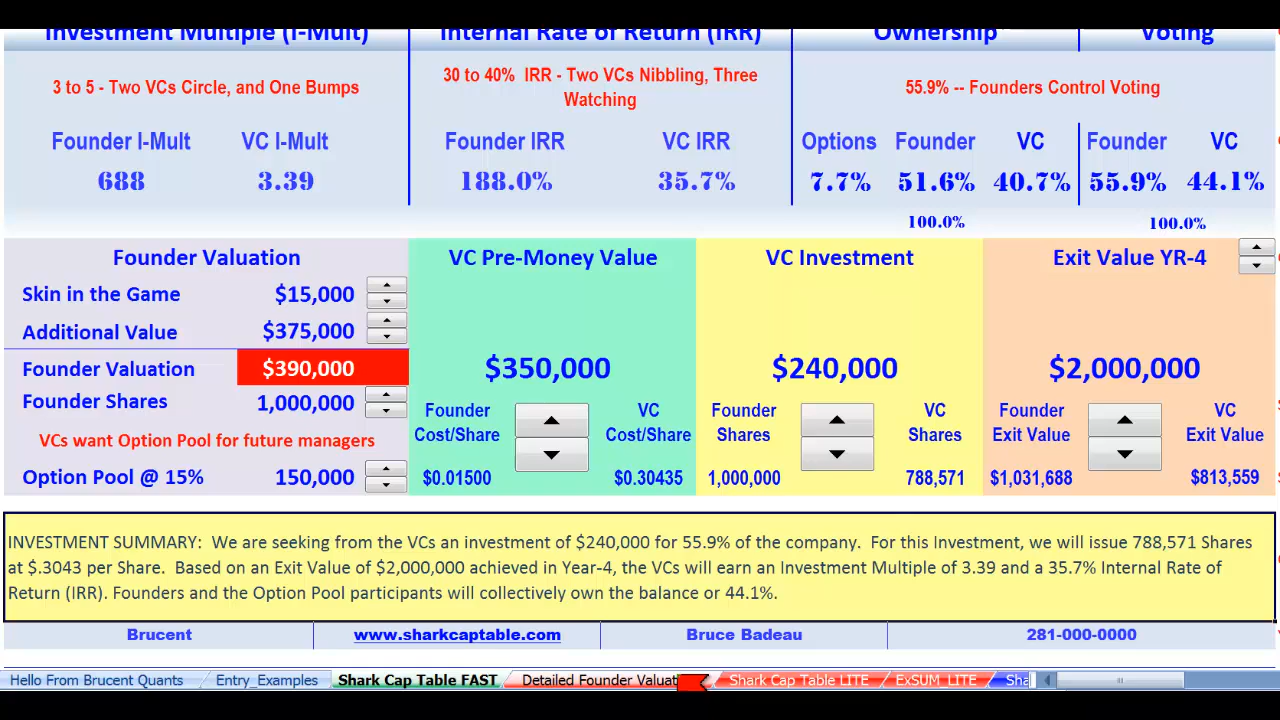 Investment Multiple (I-Mult) Internal Rate of Return (IRR) Ownership Voting
3 to 5 - Two VCs Circle, and One Bumps
30 to 40% IRR - Two VCs Nibbling, Three
Watching
55.9% -- Founders Control Voting
Founder I-Mult VC I-Mult Founder IRR VC IRR Options Founder VC Founder VC
688 3.39 188.0% 35.7% 7.7% 51.6% 40.7% 55.9% 44.1%
100.0% 100.0%
Founder Valuation VC Pre-Money Value VC Investment Exit Value YR-4
Skin in the Game $15,000
Additional Value $375,000
Founder Valuation $390,000 $350,000 $240,000 $2,000,000
Founder Shares 1,000,000
Founder VC Founder VC Founder VC
Cost/Share Cost/Share Shares Shares Exit Value Exit Value
VCs want Option Pool for future managers
Option Pool @ 15% 150,000 $0.01500 $0.30435 1,000,000 788,571 $1,031,688 $813,559
INVESTMENT SUMMARY: We are seeking from the VCs an investment of $240,000 for 55.9% of the company. For this Investment, we will issue 788,571 Shares
at $.3043 per Share. Based on an Exit Value of $2,000,000 achieved in Year-4, the VCs will earn an Investment Multiple of 3.39 and a 35.7% Internal Rate of
Return (IRR). Founders and the Option Pool participants will collectively own the balance or 44.1%.
Brucent www.sharkcaptable.com Bruce Badeau 281-000-0000
Hello From Brucent Quants Entry_Examples Shark Cap Table FAST Detailed Founder Valuat Shark Cap Table LITE ExSUM_LITE Sha